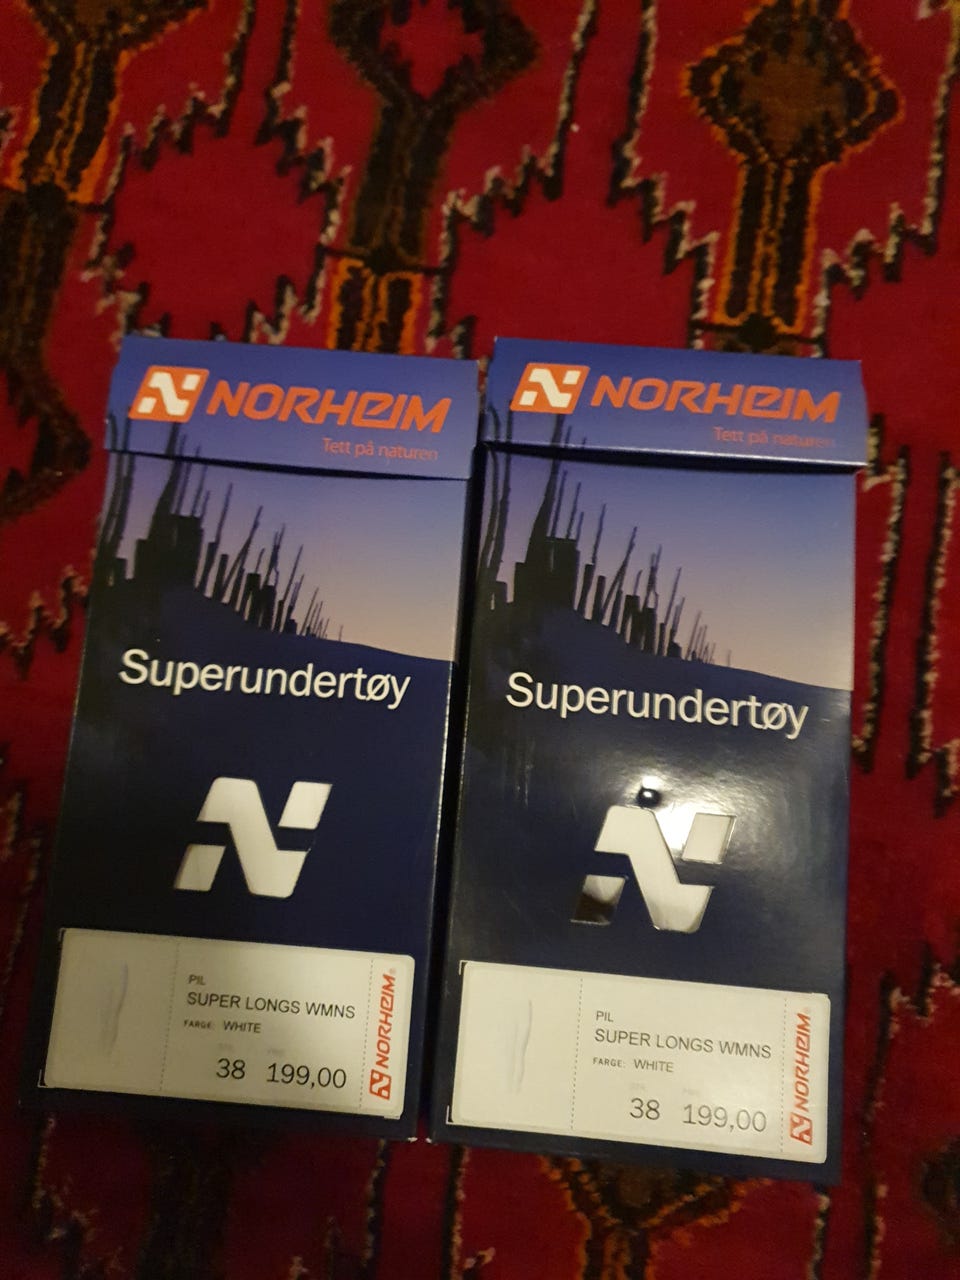 NORHEIM
Tett på naturen
Superundertøy
PIL
SUPER LONGS WMNS
FARGE: WHITE
38 199,00
NORHEIM
NORHEIM
Tett på naturen
Superundertøy
PIL
SUPER LONGS WMNS
FARGE: WHITE
38 199,00
NORHEIM